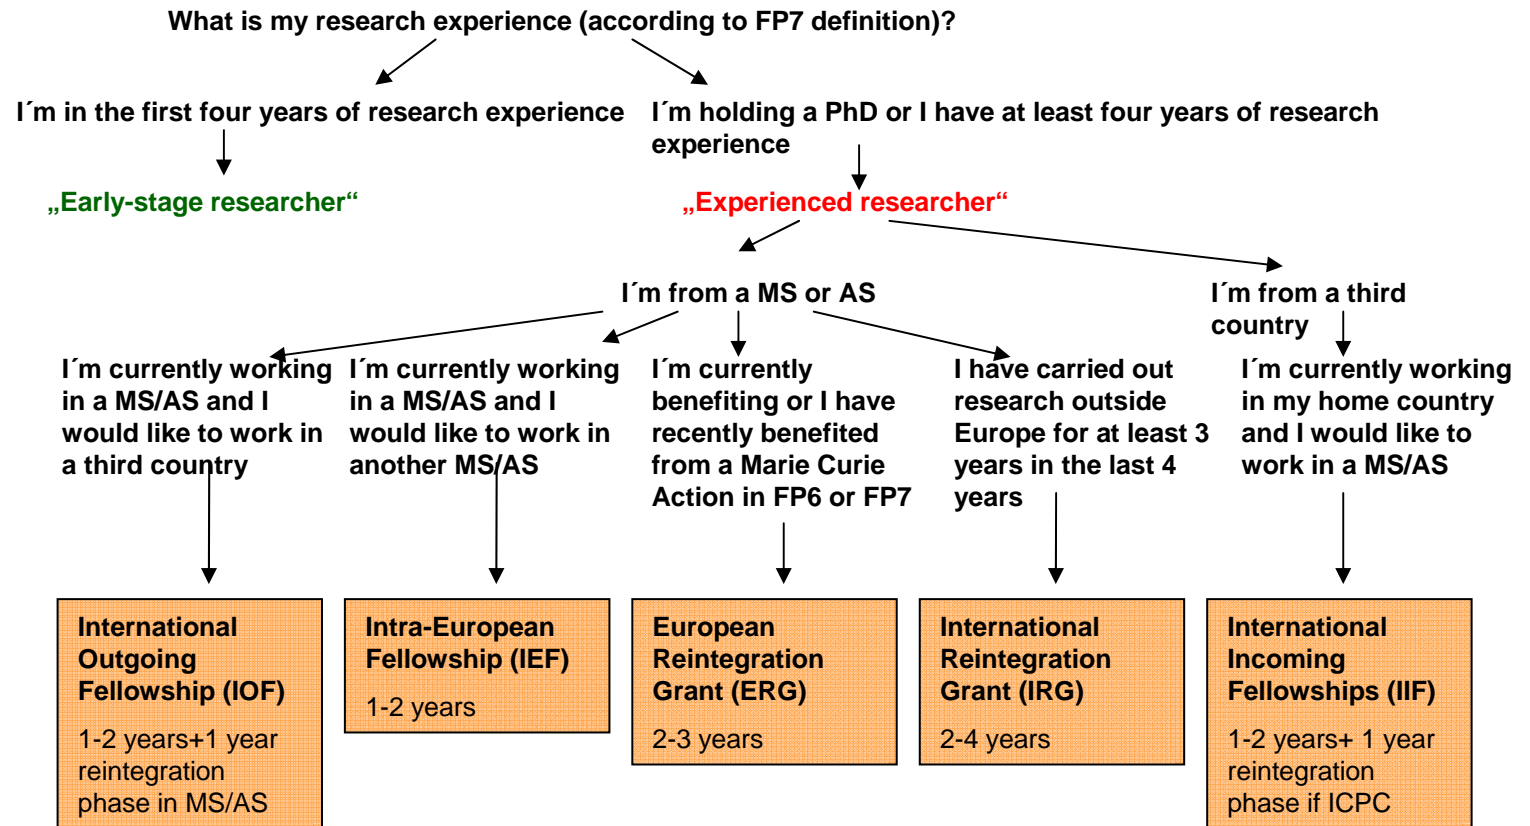 What is my research experience (according to FP7 definition)?
I´m in the first four years of research experience
I´m holding a PhD or I have at least four years of research
experience
„Early-stage researcher“
„Experienced researcher“
I´m from a MS or AS
I´m from a third
country
I´m currently working
in a MS/AS and I
would like to work in
a third country
I´m currently working
in a MS/AS and I
would like to work in
another MS/AS
I´m currently
benefiting or I have
recently benefited
from a Marie Curie
Action in FP6 or FP7
I have carried out
research outside
Europe for at least 3
years in the last 4
years
I´m currently working
in my home country
and I would like to
work in a MS/AS
International
Outgoing
Fellowship (IOF)
1-2 years+1 year
reintegration
phase in MS/AS
Intra-European
Fellowship (IEF)
1-2 years
European
Reintegration
Grant (ERG)
2-3 years
International
Reintegration
Grant (IRG)
2-4 years
International
Incoming
Fellowships (IIF)
1-2 years+ 1 year
reintegration
phase if ICPC